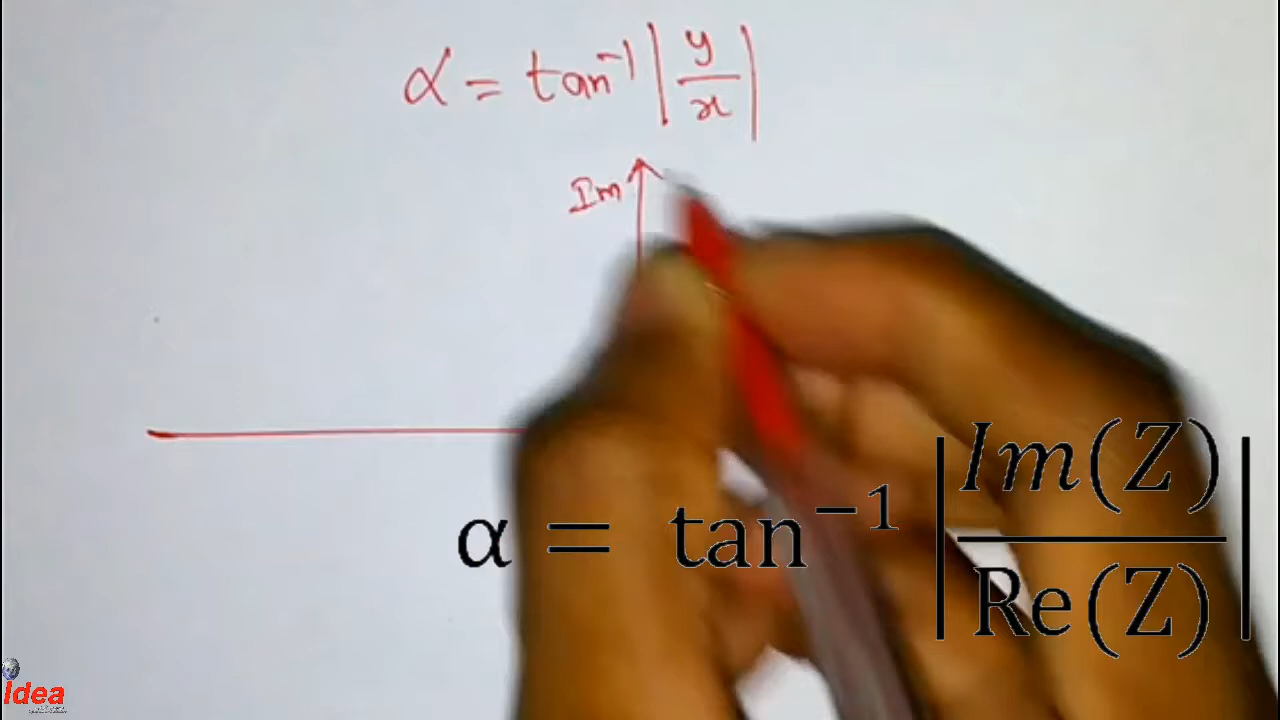 α = tan⁻¹ |y/x|
Im
α = tan⁻¹ |Im(Z)/Re(Z)|
Idea